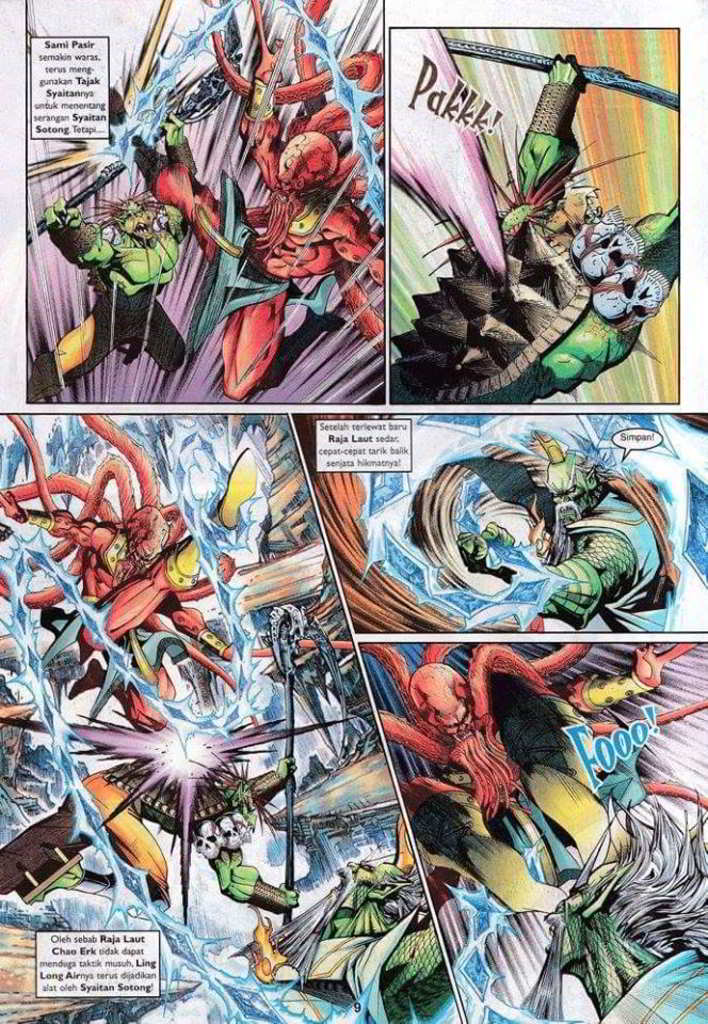 Sami Pasir
semakin waras,
terus meng-
gunakan Tajak
Syaitannya
untuk menentang
serangan Syaitan
Sotong. Tetapi....
Pakkk!
Setelah terlewat baru
Raja Laut sedar,
cepat-cepat tarik balik
senjata hikmatnya!
Simpan!
Fooo!
Oleh sebab Raja Laut
Chao Erk tidak dapat
menduga taktik musuh, Ling
Long Airnya terus dijadikan
alat oleh Syaitan Sotong!
9